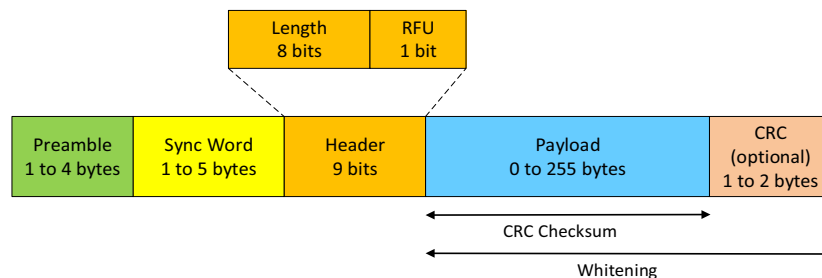 Length
8 bits
RFU
1 bit
Preamble
1 to 4 bytes
Sync Word
1 to 5 bytes
Header
9 bits
Payload
0 to 255 bytes
CRC
(optional)
1 to 2 bytes
CRC Checksum
Whitening